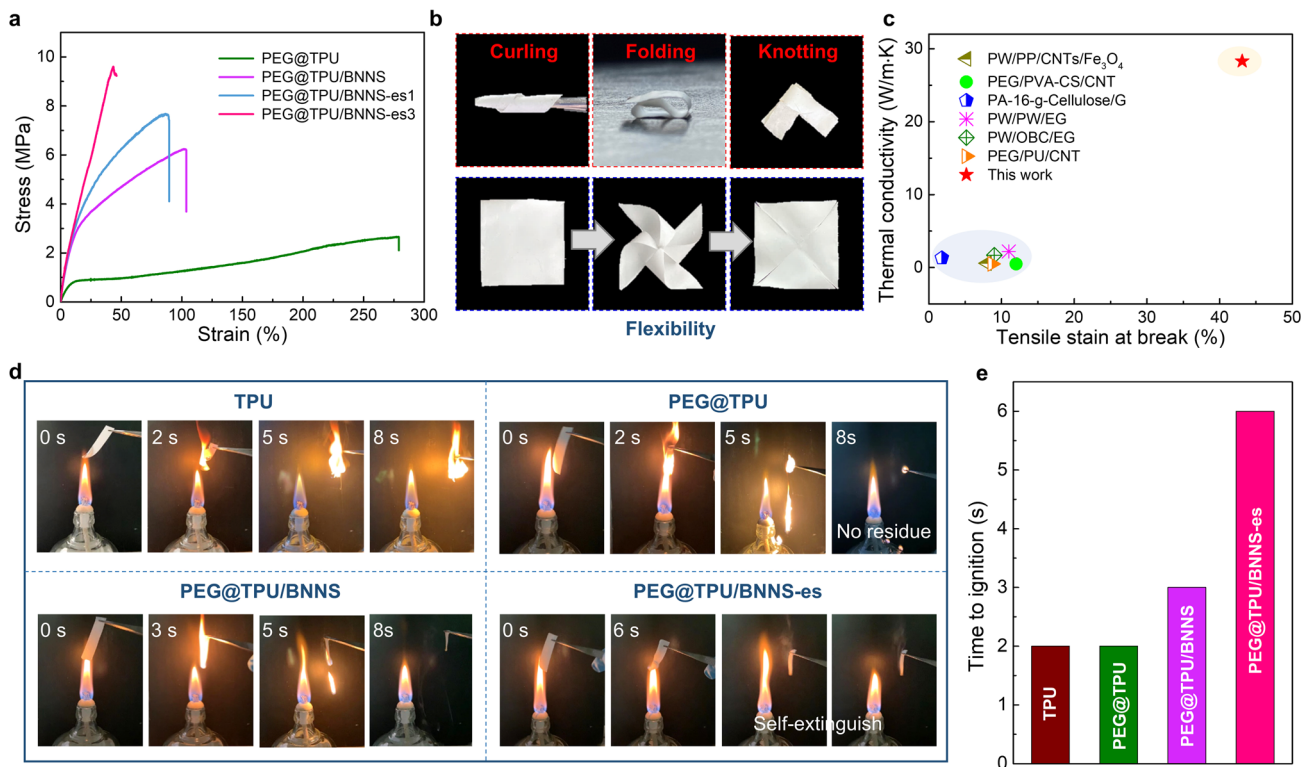 a
Stress (MPa)
10
8
6
4
2
0
0
50
100
150
200
250
300
Strain (%)
PEG@TPU
PEG@TPU/BNNS
PEG@TPU/BNNS-es1
PEG@TPU/BNNS-es3
b
Curling
Folding
Knotting
Flexibility
c
Thermal conductivity (W/m·K)
30
20
10
0
0
10
20
30
40
50
Tensile stain at break (%)
PW/PP/CNTs/Fe₃O₄
PEG/PVA-CS/CNT
PA-16-g-Cellulose/G
PW/PW/EG
PW/OBC/EG
PEG/PU/CNT
This work
d
TPU
0 s
2 s
5 s
8 s
PEG@TPU
0 s
2 s
5 s
8s
No residue
PEG@TPU/BNNS
0 s
3 s
5 s
8s
PEG@TPU/BNNS-es
0 s
6 s
Self-extinguish
e
Time to ignition (s)
6
5
4
3
2
1
0
TPU
PEG@TPU
PEG@TPU/BNNS
PEG@TPU/BNNS-es